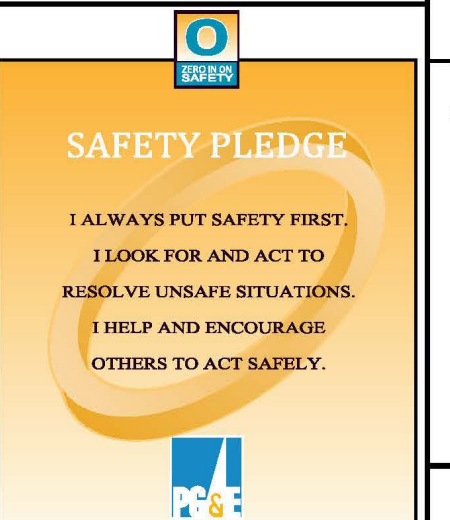 O
ZERO IN ON
SAFETY
SAFETY PLEDGE
I ALWAYS PUT SAFETY FIRST.
I LOOK FOR AND ACT TO
RESOLVE UNSAFE SITUATIONS.
I HELP AND ENCOURAGE
OTHERS TO ACT SAFELY.
PG&E